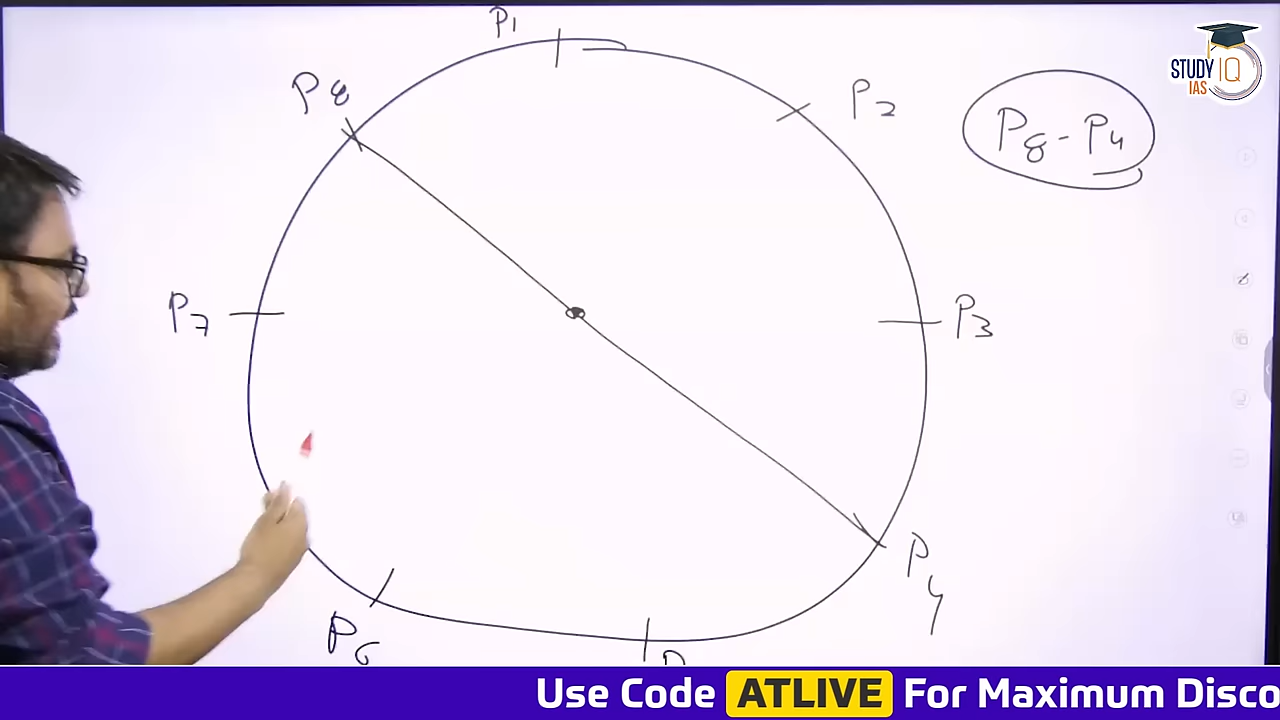 P1
P8
P2
P8 - P4
STUDY IQ
IAS
P7
P3
P4
P6
Use Code ATLIVE For Maximum Disco